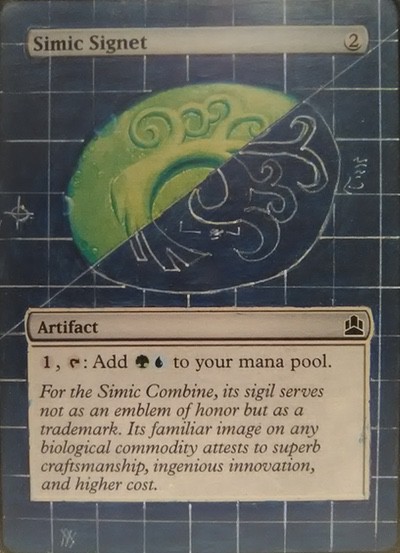 Simic Signet 2
Artifact
1, : Add to your mana pool.
For the Simic Combine, its sigil serves
not as an emblem of honor but as a
trademark. Its familiar image on any
biological commodity attests to superb
craftsmanship, ingenious innovation,
and higher cost.